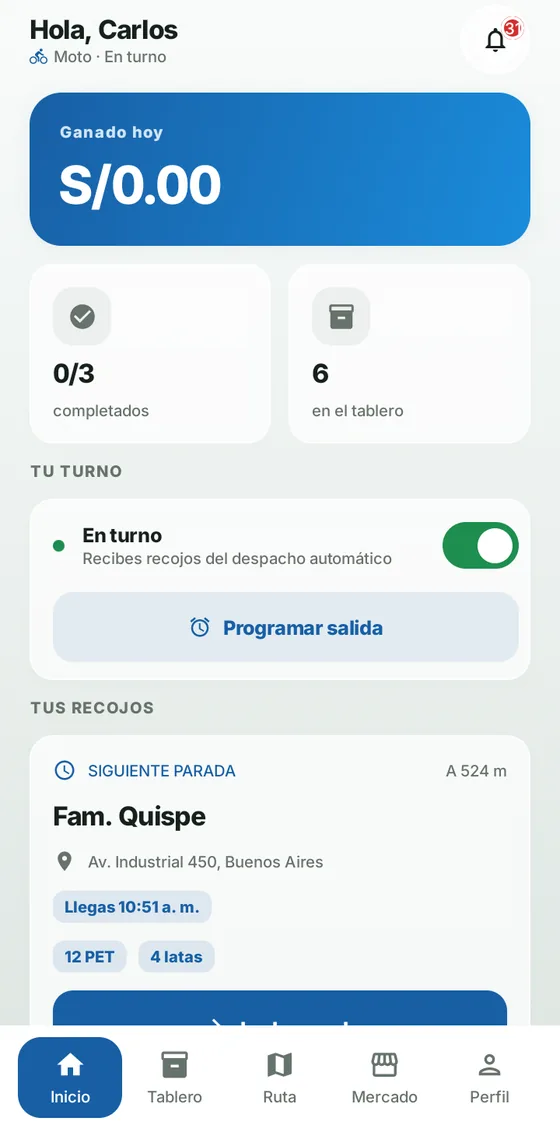 Hola, Carlos
Moto · En turno
31
Ganado hoy
S/0.00
0/3
completados
6
en el tablero
TU TURNO
En turno
Recibes recojos del despacho automático
Programar salida
TUS RECOJOS
SIGUIENTE PARADA
A 524 m
Fam. Quispe
Av. Industrial 450, Buenos Aires
Llegas 10:51 a. m.
12 PET
4 latas
Inicio
Tablero
Ruta
Mercado
Perfil